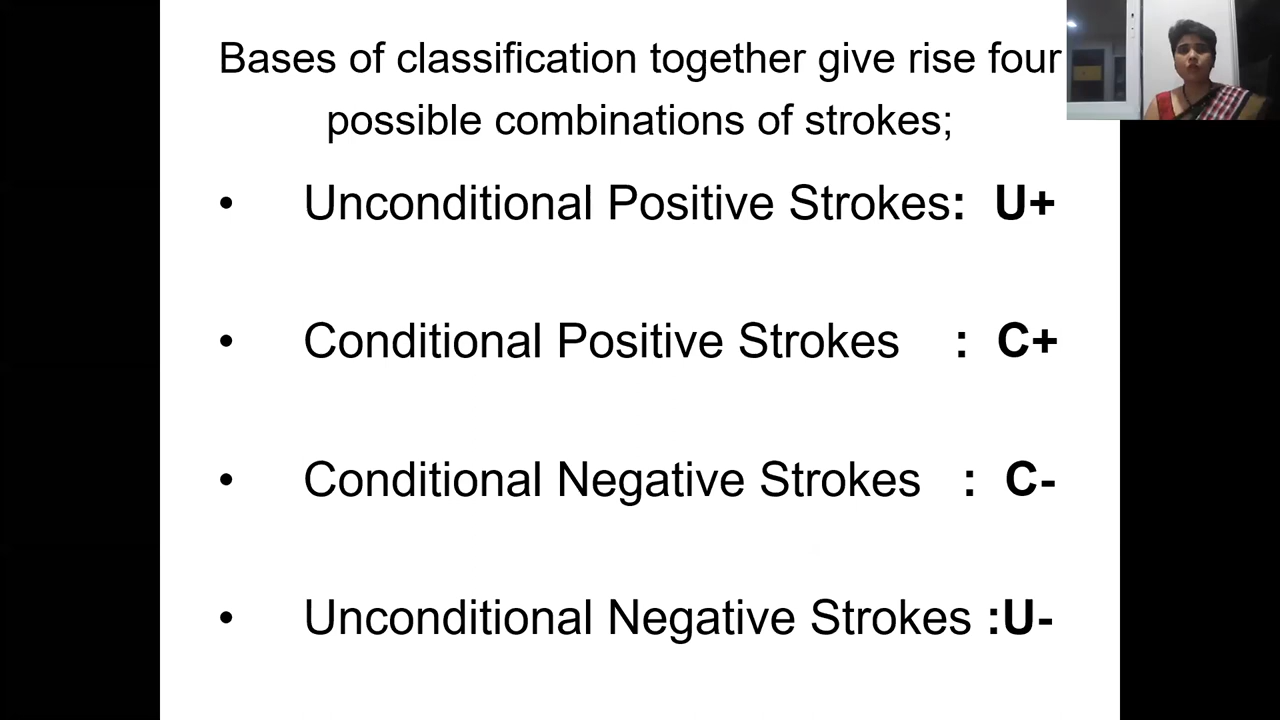 Bases of classification together give rise four
possible combinations of strokes;
• Unconditional Positive Strokes: U+
• Conditional Positive Strokes : C+
• Conditional Negative Strokes : C-
• Unconditional Negative Strokes :U-